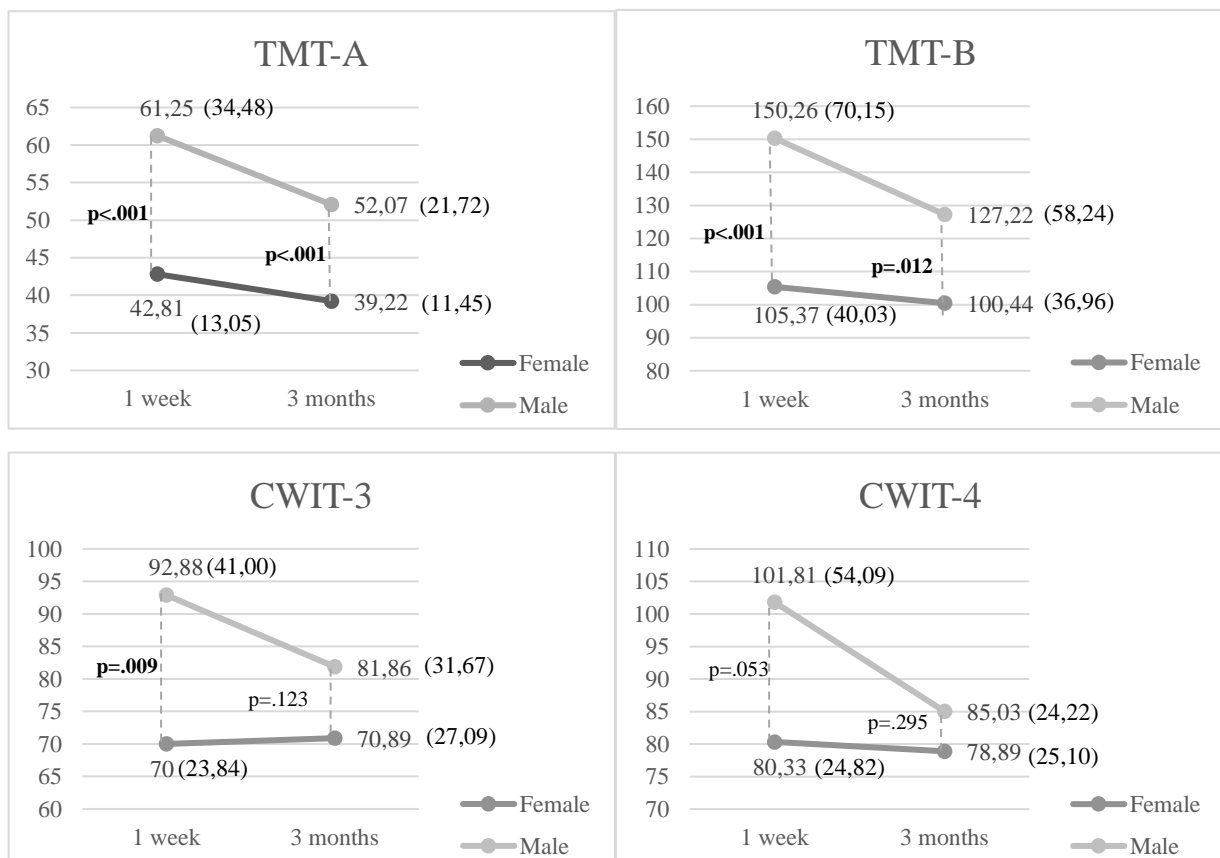 TMT-A
65
60
55
50
45
40
35
30
61,25 (34,48)
52,07 (21,72)
p<.001
p<.001
42,81
(13,05)
39,22 (11,45)
1 week
3 months
Female
Male
TMT-B
160
150
140
130
120
110
100
90
80
150,26 (70,15)
127,22 (58,24)
p<.001
p=.012
105,37 (40,03)
100,44 (36,96)
1 week
3 months
Female
Male
CWIT-3
100
95
90
85
80
75
70
65
60
92,88 (41,00)
81,86 (31,67)
p=.009
p=.123
70 (23,84)
70,89 (27,09)
1 week
3 months
Female
Male
CWIT-4
110
105
100
95
90
85
80
75
70
101,81 (54,09)
85,03 (24,22)
p=.053
p=.295
80,33 (24,82)
78,89 (25,10)
1 week
3 months
Female
Male